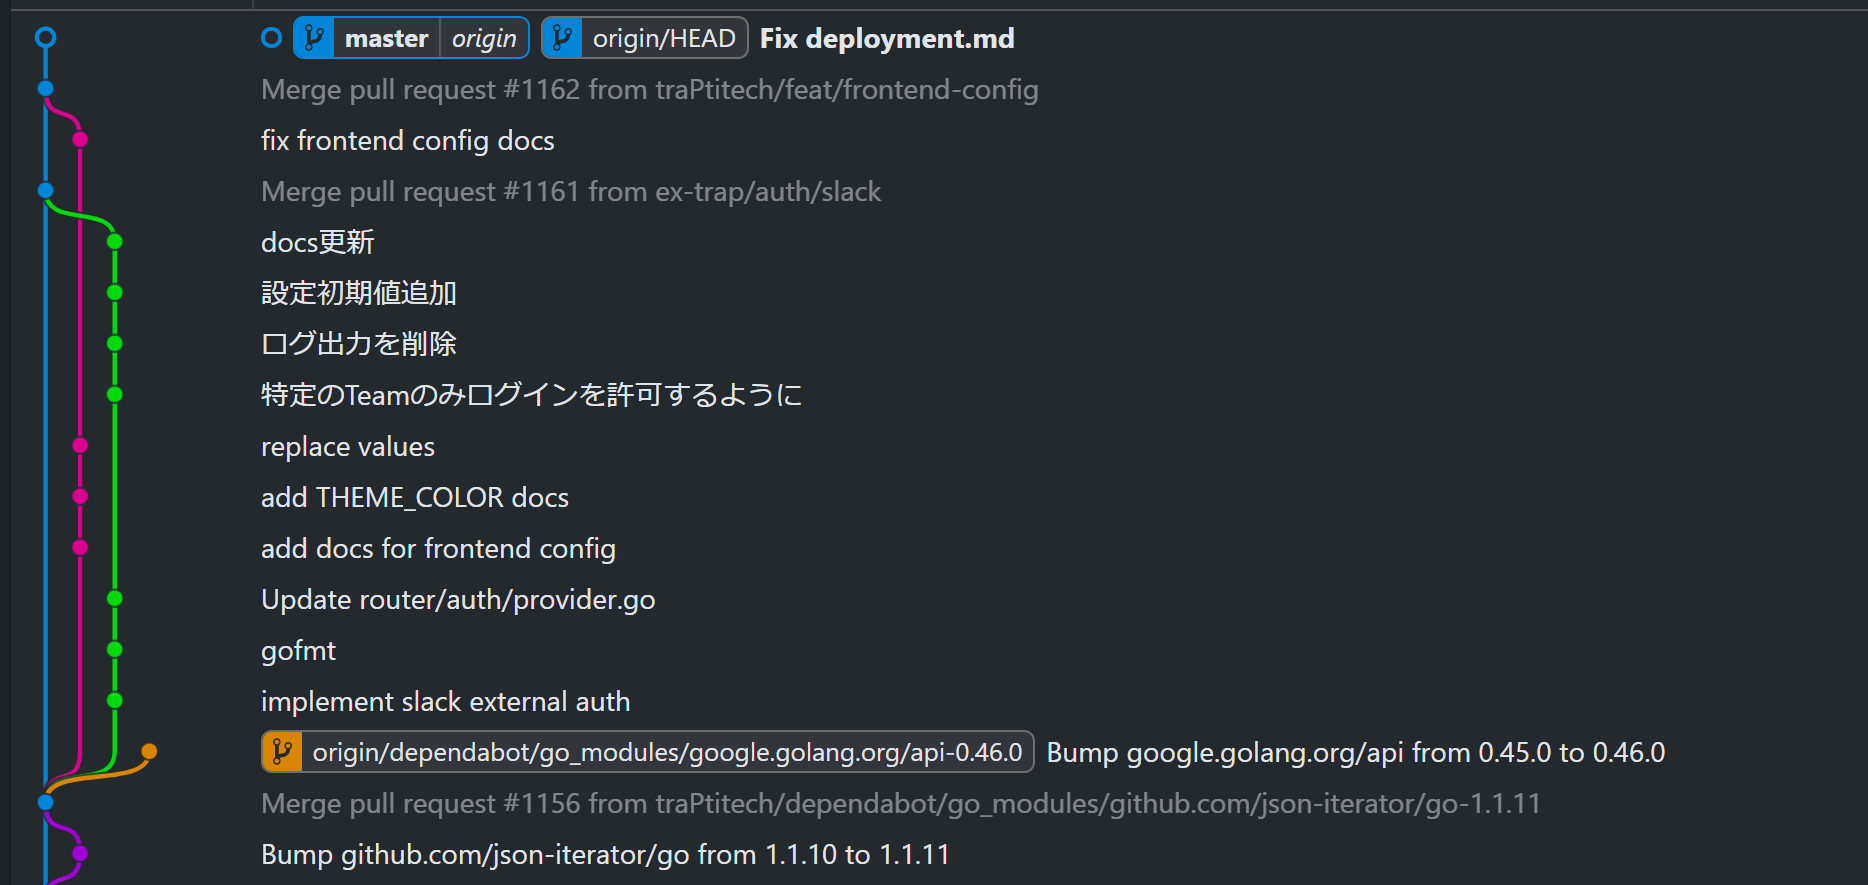 master origin origin/HEAD Fix deployment.md
Merge pull request #1162 from traPtitech/feat/frontend-config
fix frontend config docs
Merge pull request #1161 from ex-trap/auth/slack
docs更新
設定初期値追加
ログ出力を削除
特定のTeamのみログインを許可するように
replace values
add THEME_COLOR docs
add docs for frontend config
Update router/auth/provider.go
gofmt
implement slack external auth
origin/dependabot/go_modules/google.golang.org/api-0.46.0 Bump google.golang.org/api from 0.45.0 to 0.46.0
Merge pull request #1156 from traPtitech/dependabot/go_modules/github.com/json-iterator/go-1.1.11
Bump github.com/json-iterator/go from 1.1.10 to 1.1.11